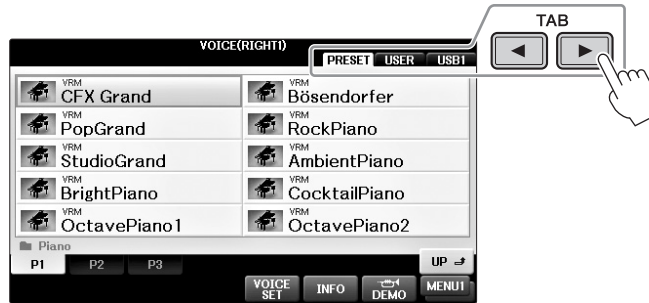 TAB
VOICE(RIGHT1)
PRESET USER USB1
VRM
CFX Grand
VRM
Bösendorfer
VRM
PopGrand
VRM
RockPiano
VRM
StudioGrand
VRM
AmbientPiano
VRM
BrightPiano
VRM
CocktailPiano
VRM
OctavePiano1
VRM
OctavePiano2
Piano
P1 P2 P3 UP
VOICE SET INFO DEMO MENU1